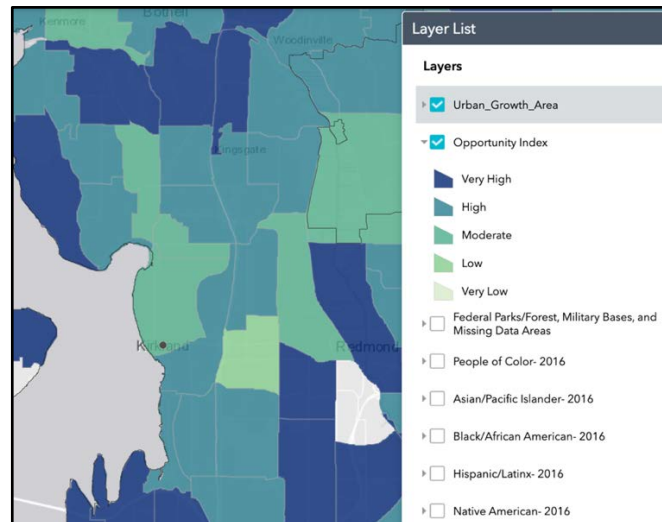 Kenmore
Bothell
Woodinville
Kingsgate
Kirkland
Redmond
Layer List
Layers
Urban_Growth_Area
Opportunity Index
Very High
High
Moderate
Low
Very Low
Federal Parks/Forest, Military Bases, and
Missing Data Areas
People of Color- 2016
Asian/Pacific Islander- 2016
Black/African American- 2016
Hispanic/Latinx- 2016
Native American- 2016